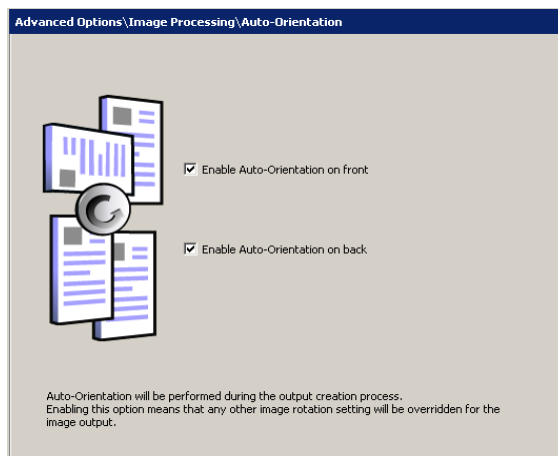 Advanced Options\Image Processing\Auto-Orientation
Enable Auto-Orientation on front
Enable Auto-Orientation on back
Auto-Orientation will be performed during the output creation process.
Enabling this option means that any other image rotation setting will be overridden for the
image output.